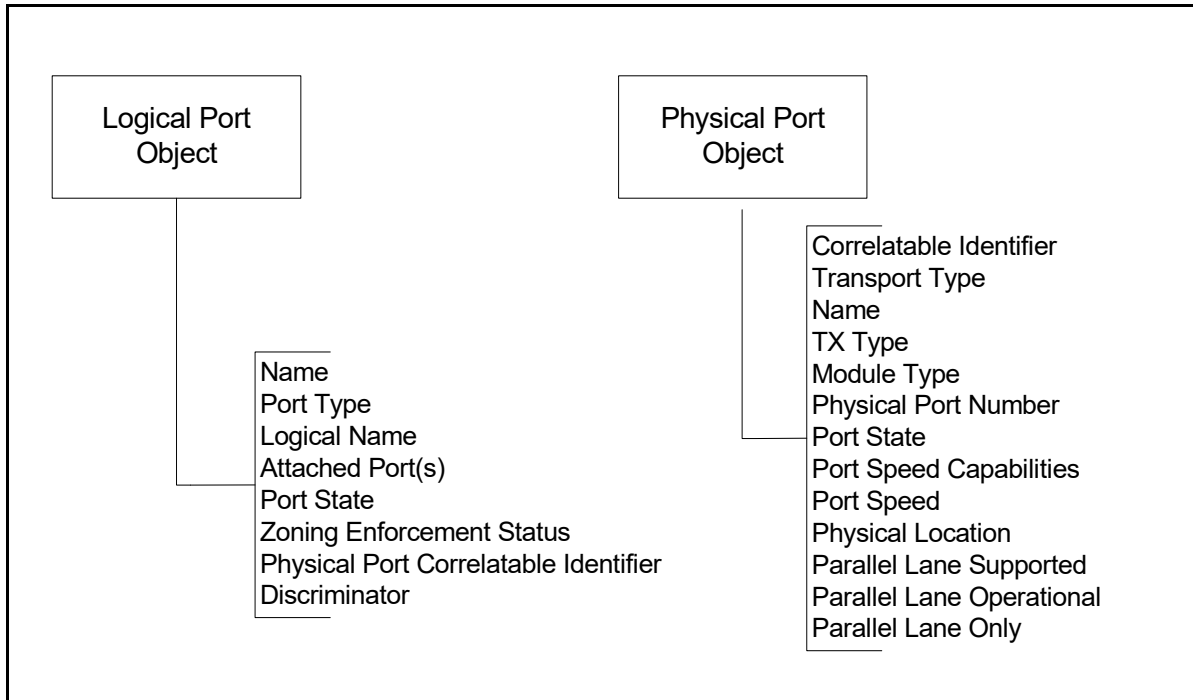 Logical Port
Object
Name
Port Type
Logical Name
Attached Port(s)
Port State
Zoning Enforcement Status
Physical Port Correlatable Identifier
Discriminator
Physical Port
Object
Correlatable Identifier
Transport Type
Name
TX Type
Module Type
Physical Port Number
Port State
Port Speed Capabilities
Port Speed
Physical Location
Parallel Lane Supported
Parallel Lane Operational
Parallel Lane Only